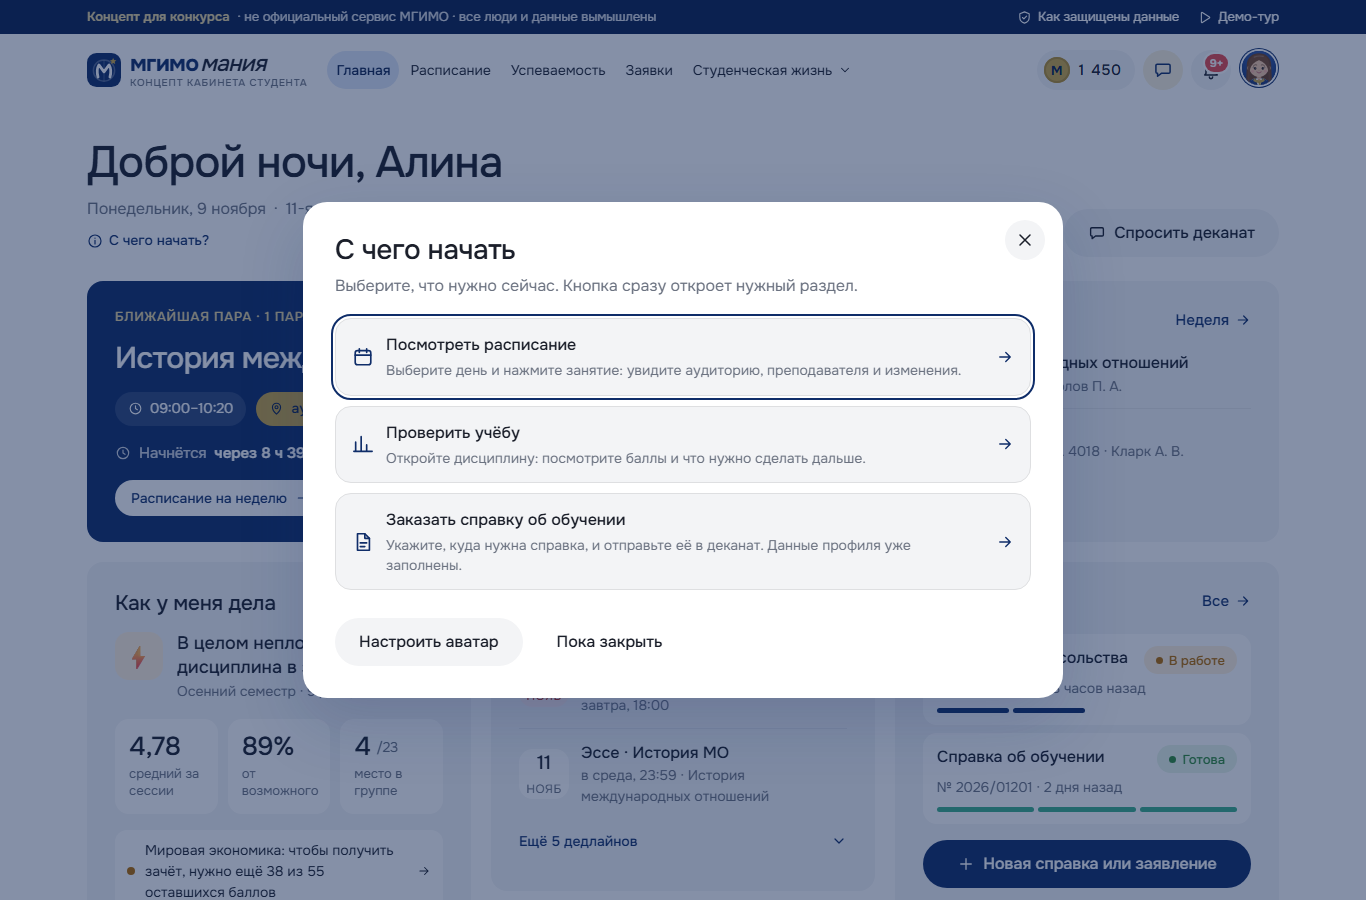 Концепт для конкурса · не официальный сервис МГИМО · все люди и данные вымышлены
Как защищены данные
Демо-тур
МГИМО мания
КОНЦЕПТ КАБИНЕТА СТУДЕНТА
Главная
Расписание
Успеваемость
Заявки
Студенческая жизнь
М
1 450
9+
Доброй ночи, Алина
Понедельник, 9 ноября · 11-
С чего начать?
Спросить деканат
С чего начать
Выберите, что нужно сейчас. Кнопка сразу откроет нужный раздел.
Посмотреть расписание
Выберите день и нажмите занятие: увидите аудиторию, преподавателя и изменения.
Проверить учёбу
Откройте дисциплину: посмотрите баллы и что нужно сделать дальше.
Заказать справку об обучении
Укажите, куда нужна справка, и отправьте её в деканат. Данные профиля уже
заполнены.
Настроить аватар
Пока закрыть
БЛИЖАЙШАЯ ПАРА · 1 ПАР
История меж
09:00–10:20
ау
Начнётся через 8 ч 39
Расписание на неделю
Неделя
дных отношений
лов П. А.
4018 · Кларк А. В.
Как у меня дела
В целом непло
дисциплина в
Осенний семестр ·
4,78
средний за
сессии
89%
от
возможного
4 /23
место в
группе
Мировая экономика: чтобы получить
зачёт, нужно ещё 38 из 55
оставшихся баллов
завтра, 18:00
11
НОЯБ
Эссе · История МО
в среда, 23:59 · История
международных отношений
Ещё 5 дедлайнов
Все
сольства
В работе
часов назад
Справка об обучении
Готова
№ 2026/01201 · 2 дня назад
Новая справка или заявление